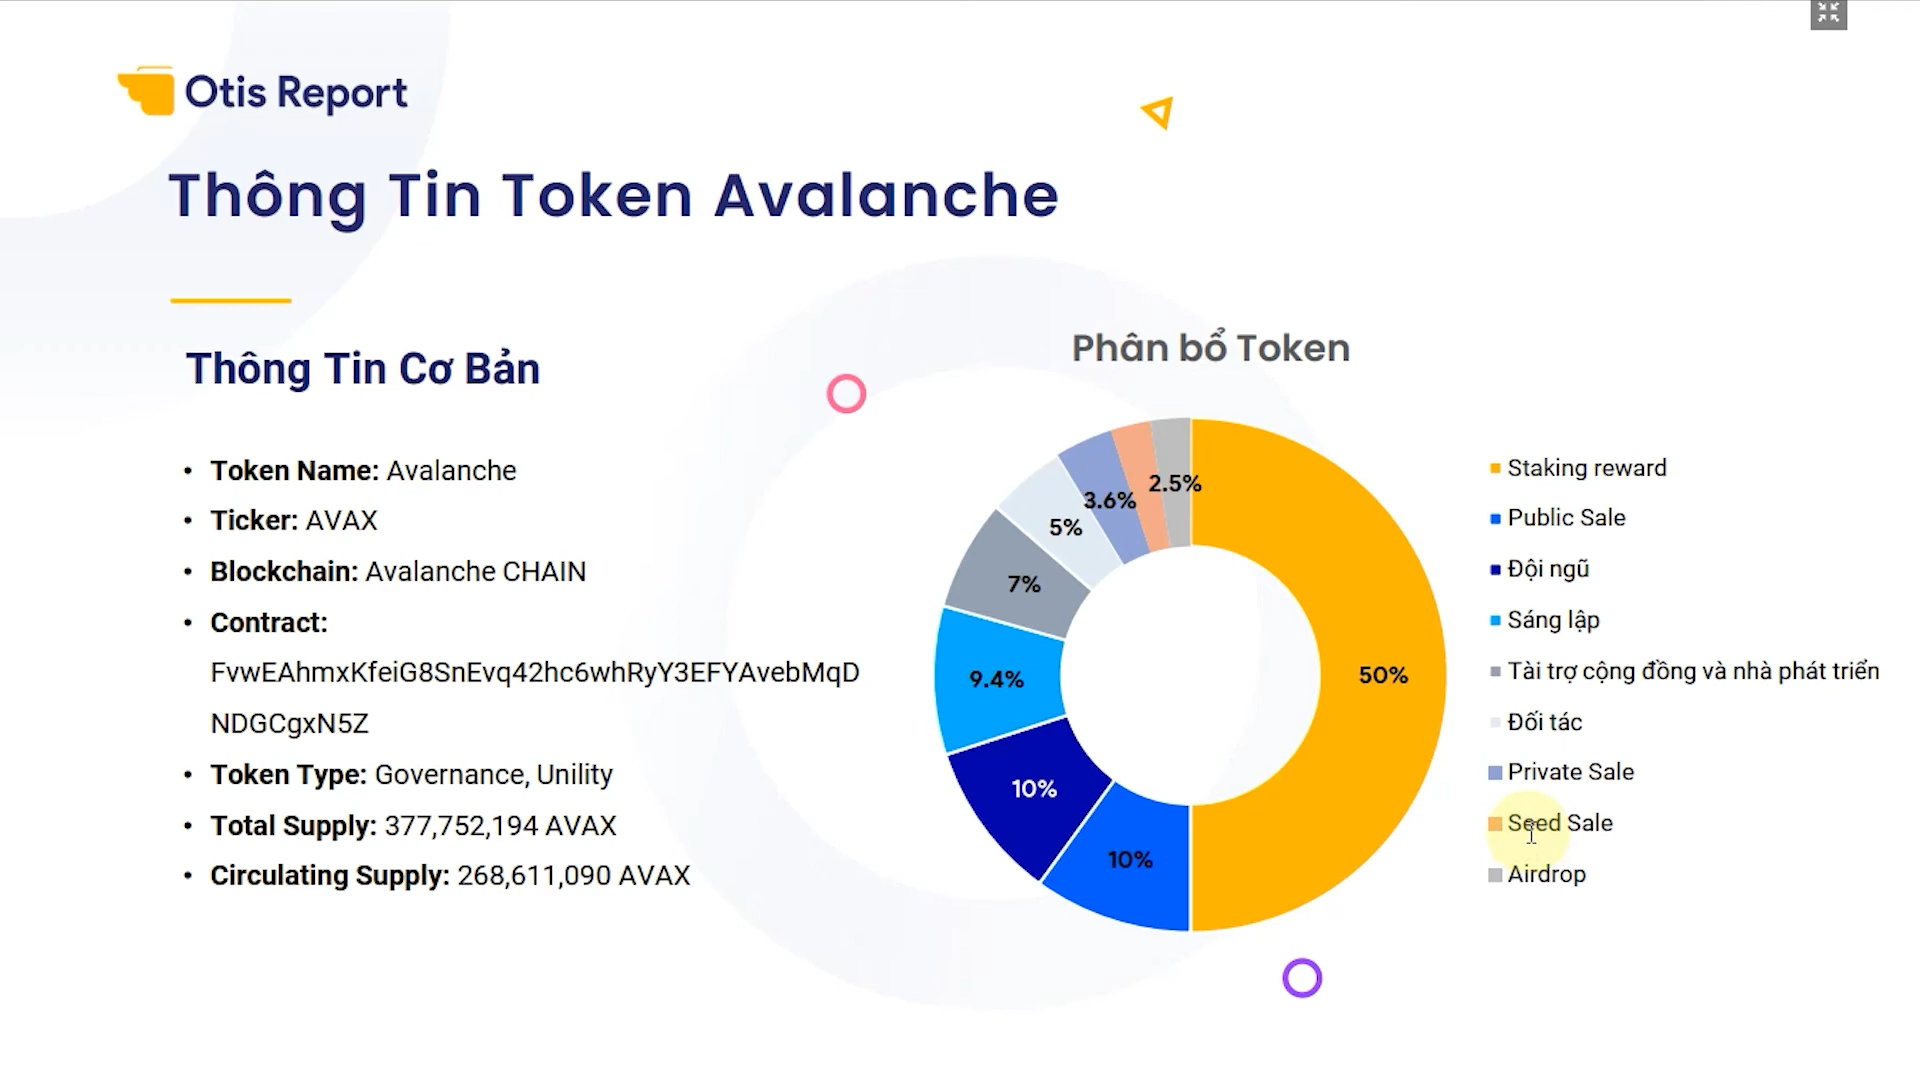 Otis Report
Thông Tin Token Avalanche
Thông Tin Cơ Bản
• Token Name: Avalanche
• Ticker: AVAX
• Blockchain: Avalanche CHAIN
• Contract:
FvwEAhmxKfeiG8SnEvq42hc6whRyY3EFYAvebMqD
NDGCgxN5Z
• Token Type: Governance, Unility
• Total Supply: 377,752,194 AVAX
• Circulating Supply: 268,611,090 AVAX
Phân bổ Token
2.5%
3.6%
5%
7%
9.4%
10%
10%
50%
Staking reward
Public Sale
Đội ngũ
Sáng lập
Tài trợ cộng đồng và nhà phát triển
Đối tác
Private Sale
Seed Sale
Airdrop